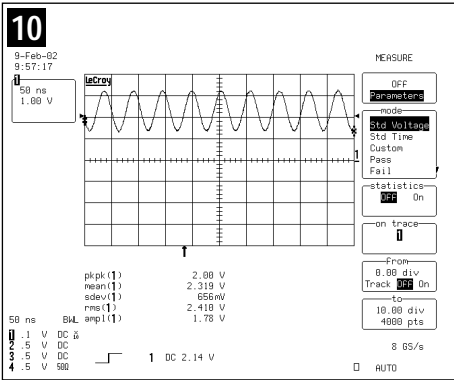 10
9-Feb-02
9:57:17
1
50 ns
1.00 V
LeCroy
1
pkpk(1) 2.00 V
mean(1) 2.319 V
sdev(1) 656mV
rms(1) 2.410 V
ampl(1) 1.78 V
50 ns BWL
1 .1 V DC X10
2 .5 V DC
3 .5 V DC
4 .5 V 50Ω
1 DC 2.14 V
MEASURE
OFF
Parameters
mode
Std Voltage
Std Time
Custom
Pass
Fail
statistics
OFF On
on trace
1
From
0.00 div
Track OFF On
to
10.00 div
4000 pts
8 GS/s
AUTO